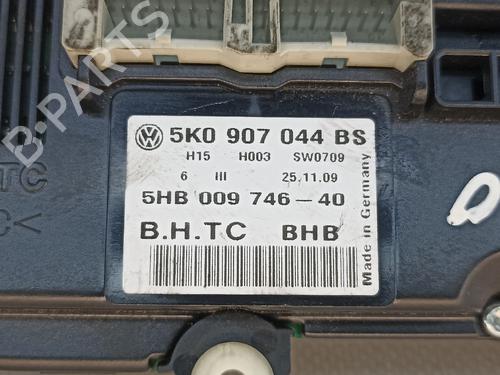 B-PARTS
VW 5K0 907 044 BS
H15 H003 SW0709
6 III 25.11.09
5HB 009 746-40
B.H.TC BHB
Made in Germany
TC
C<